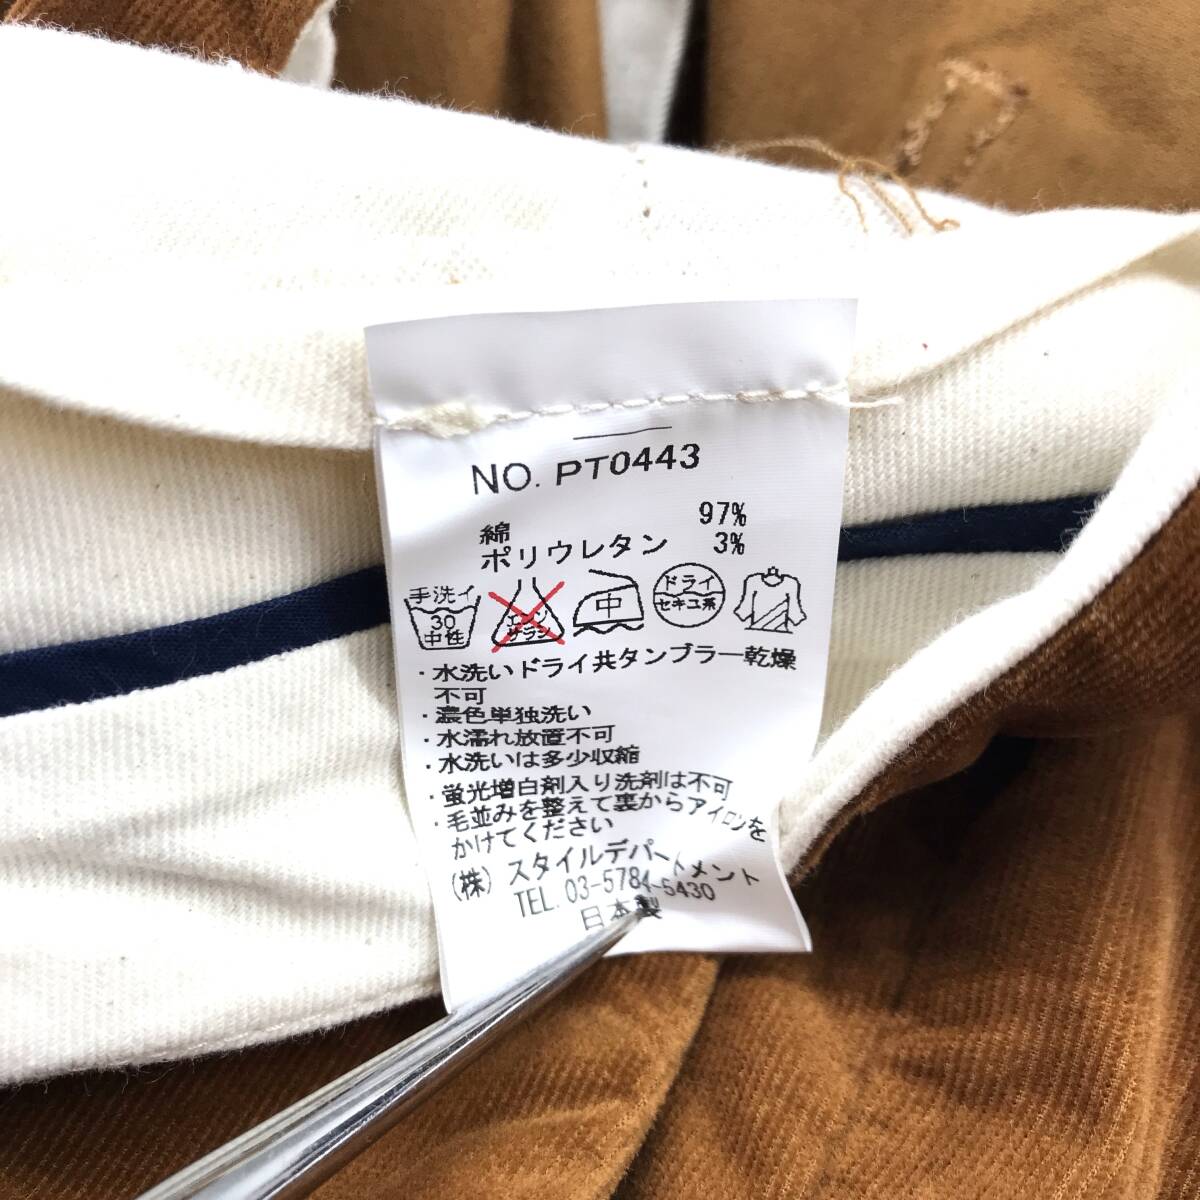 NO. PT0443
綿 97%
ポリウレタン 3%
手洗イ
30
中性
エンソ
サラシ
中
ドライ
セキユ系
・水洗いドライ共タンブラー乾燥
不可
・濃色単独洗い
・水濡れ放置不可
・水洗いは多少収縮
・蛍光増白剤入り洗剤は不可
・毛並みを整えて裏からアイロンを
かけてください
(株) スタイルデパートメント
TEL. 03-5784-5430
日本製